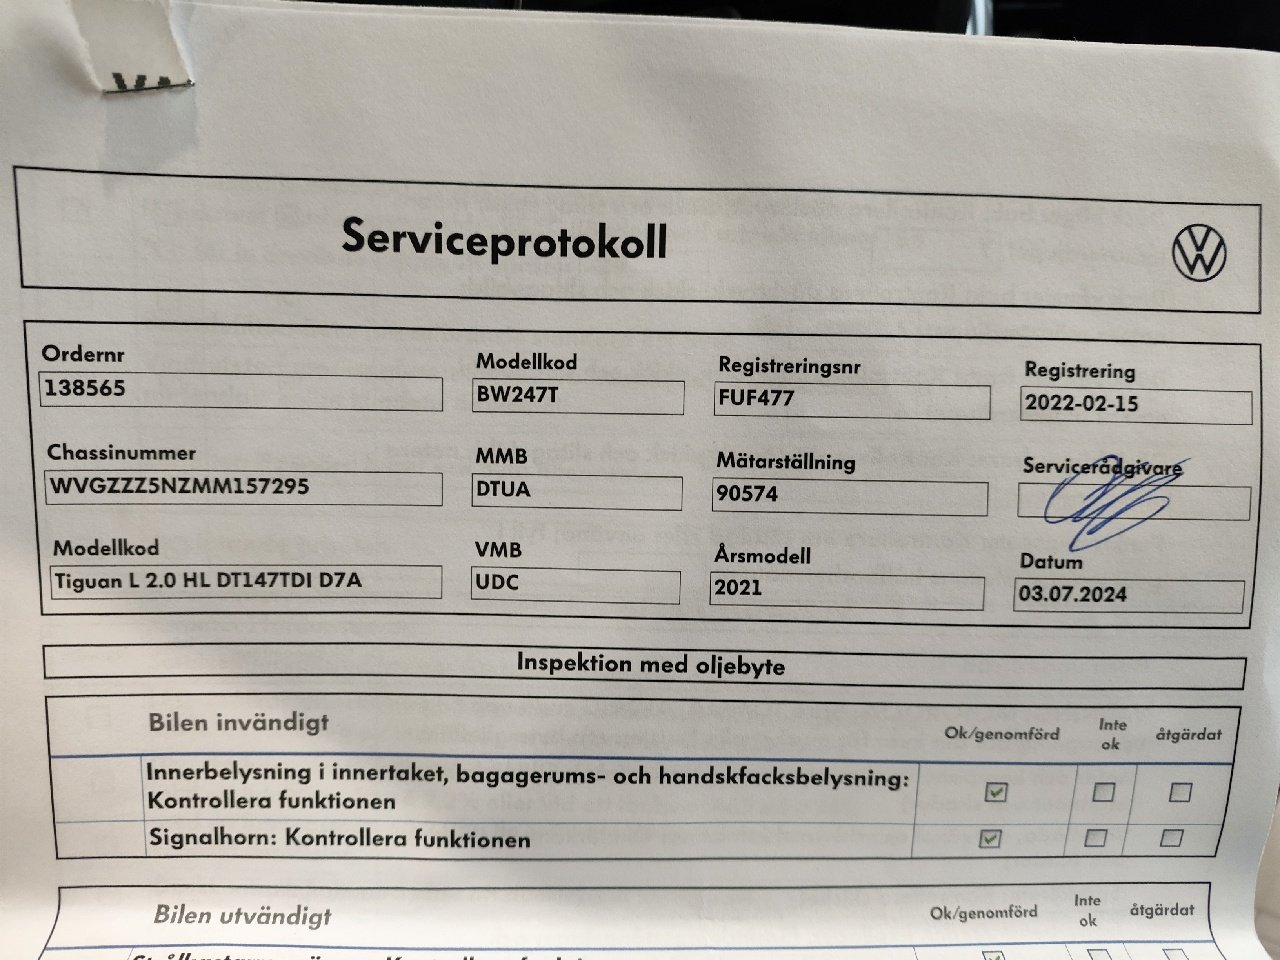 Serviceprotokoll
Ordernr
138565
Modellkod
BW247T
Registreringsnr
FUF477
Registrering
2022-02-15
Chassinummer
WVGZZZ5NZMM157295
MMB
DTUA
Mätarställning
90574
Servicerådgivare
Modellkod
Tiguan L 2.0 HL DT147TDI D7A
VMB
UDC
Årsmodell
2021
Datum
03.07.2024
Inspektion med oljebyte
Bilen invändigt
Ok/genomförd
Inte
ok
åtgärdat
Innerbelysning i innertaket, bagagerums- och handskfacksbelysning:
Kontrollera funktionen
Signalhorn: Kontrollera funktionen
Bilen utvändigt
Ok/genomförd
Inte
ok
åtgärdat